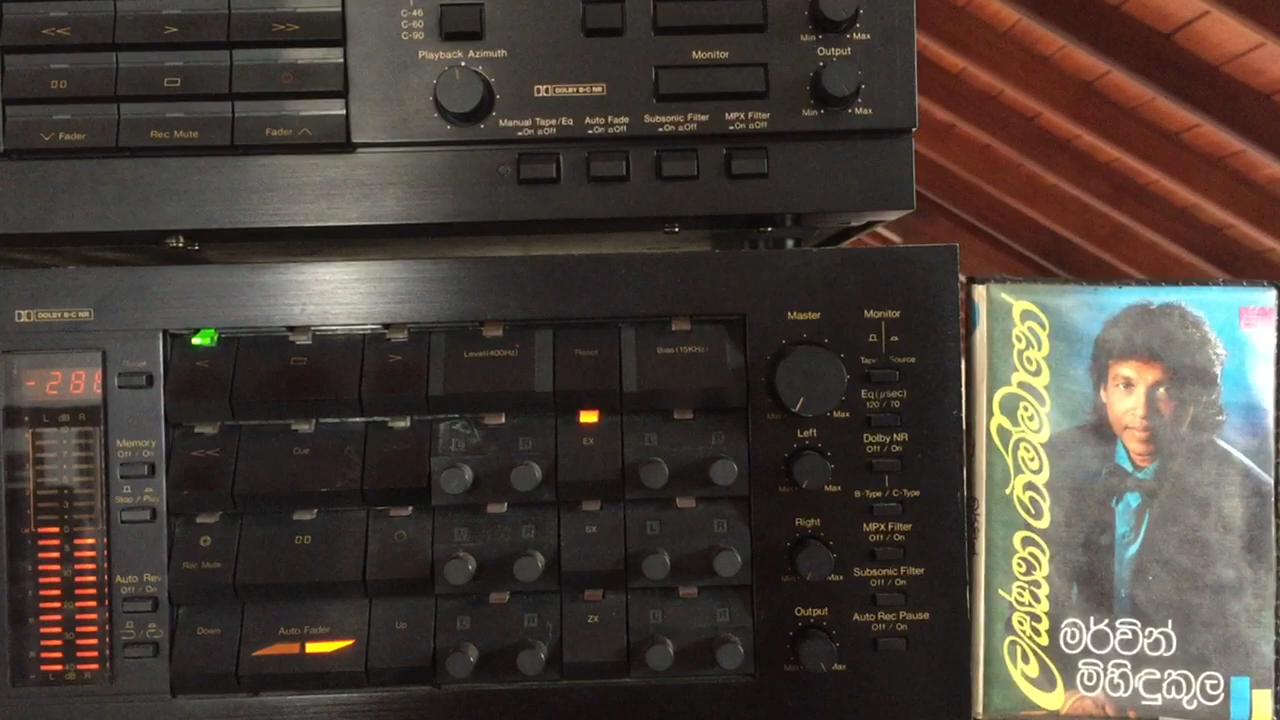 C-46
C-60
C-90
<<
>
>>
Playback Azimuth
Monitor
Min
Max
Output
DOLBY B-C NR
Min
Max
Fader
Rec Mute
Fader
Manual Tape/Eq
On Off
Auto Fade
On Off
Subsonic Filter
On Off
MPX Filter
On Off
DOLBY B-C NR
Master
Monitor
<
>
Level(400Hz)
Reset
Bias(15KHz)
Tape Source
-28
Min
Max
Eq(μsec)
120 / 70
L dB R
Memory
Off / On
<<
Cue
L
R
EX
L
R
Left
Dolby NR
Off / On
Stop / Play
Min
Max
B-Type / C-Type
Rec Mute
R
SX
L
R
Right
MPX Filter
Off / On
Auto Rev
Off / On
Min
Max
Subsonic Filter
Off / On
Down
Auto Fader
Up
L
R
ZX
L
R
Output
Auto Rec Pause
Off / On
Max
L dB R
මර්වින්
මිහිඳුකුල